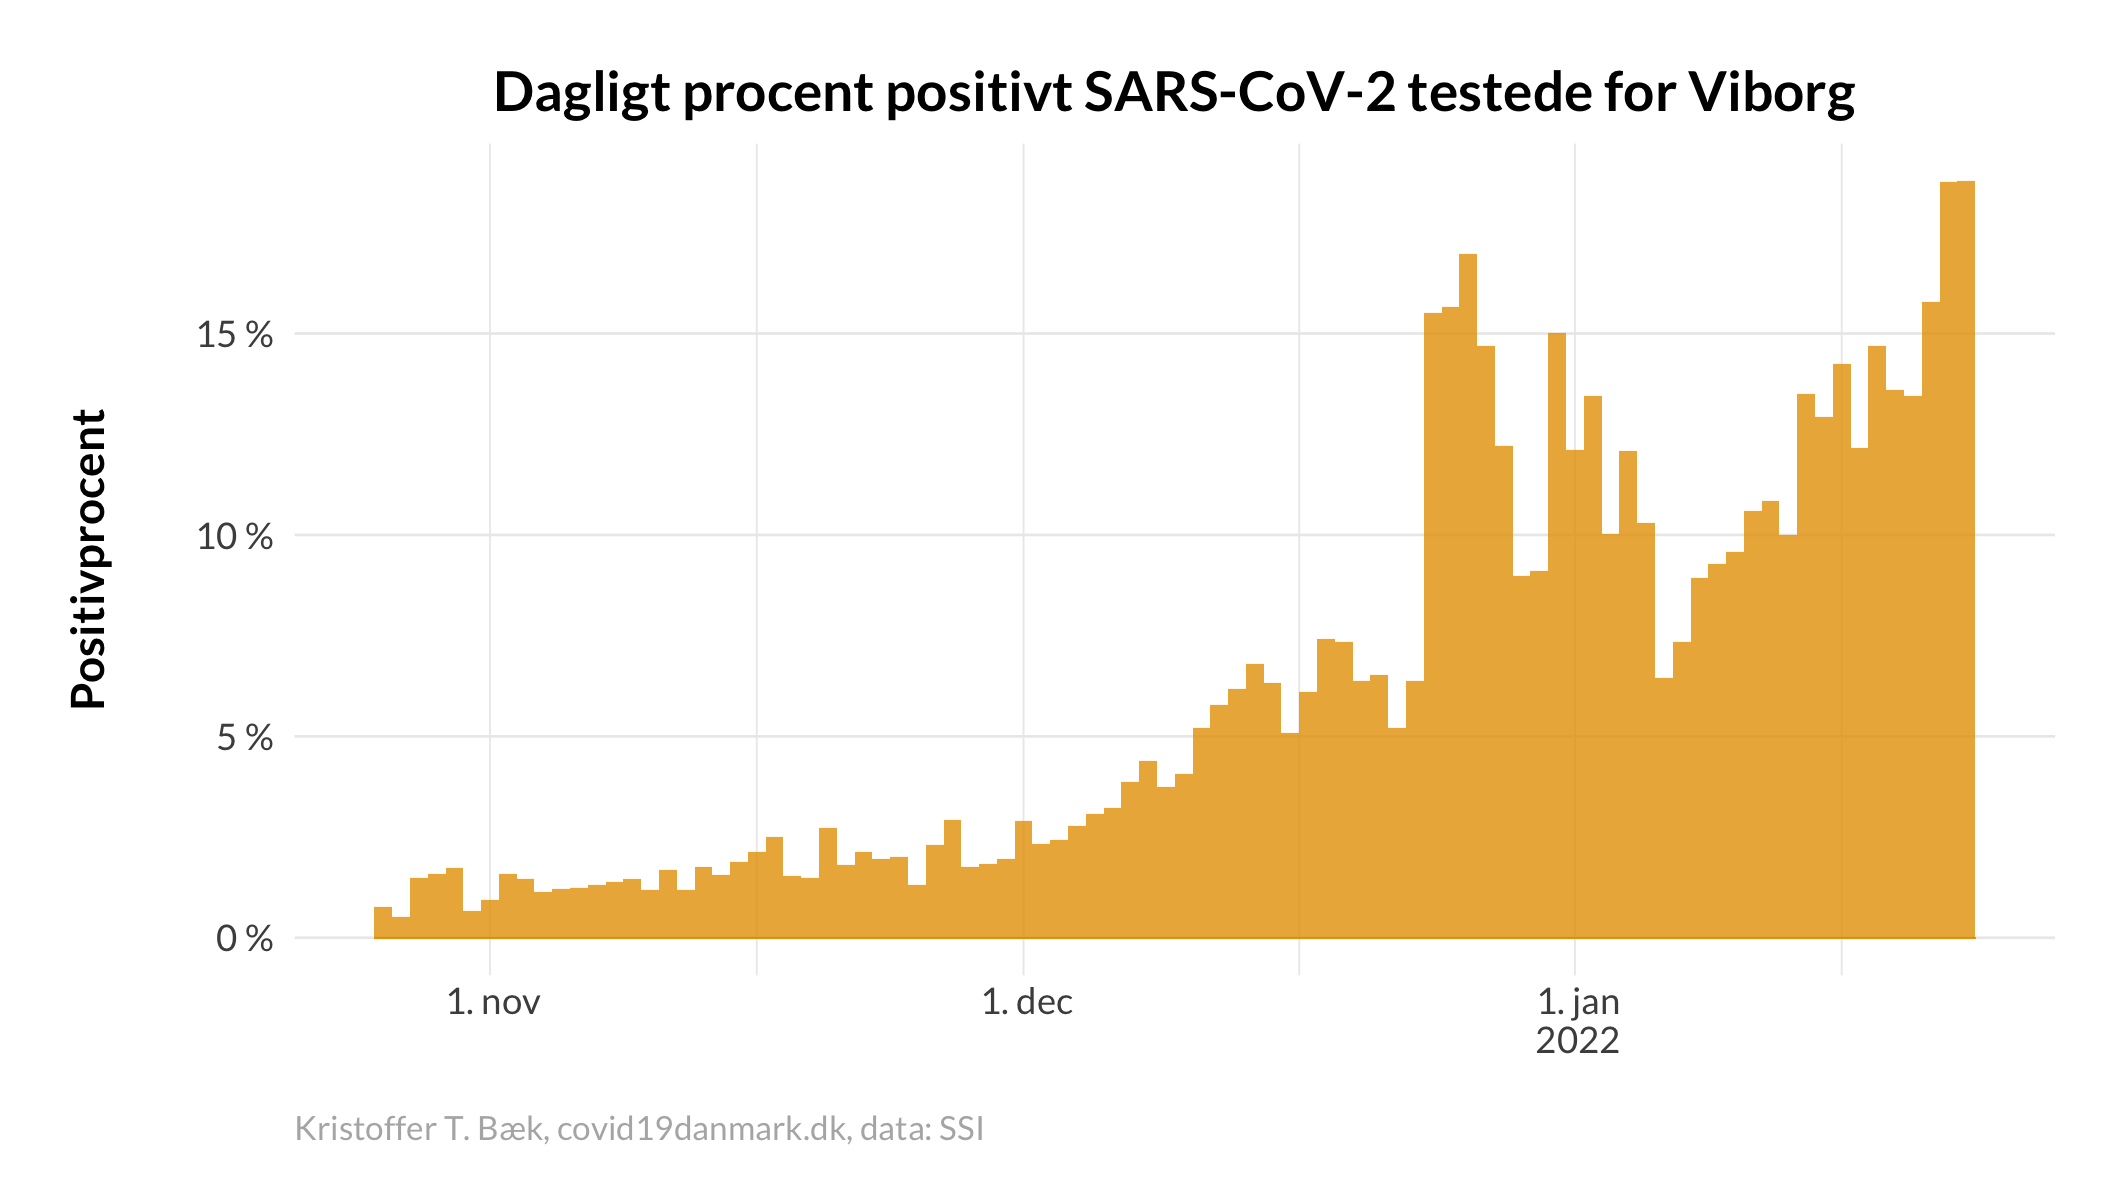 Dagligt procent positivt SARS-CoV-2 testede for Viborg
Positivprocent
15 %
10 %
5 %
0 %
1. nov
1. dec
1. jan
2022
Kristoffer T. Bæk, covid19danmark.dk, data: SSI